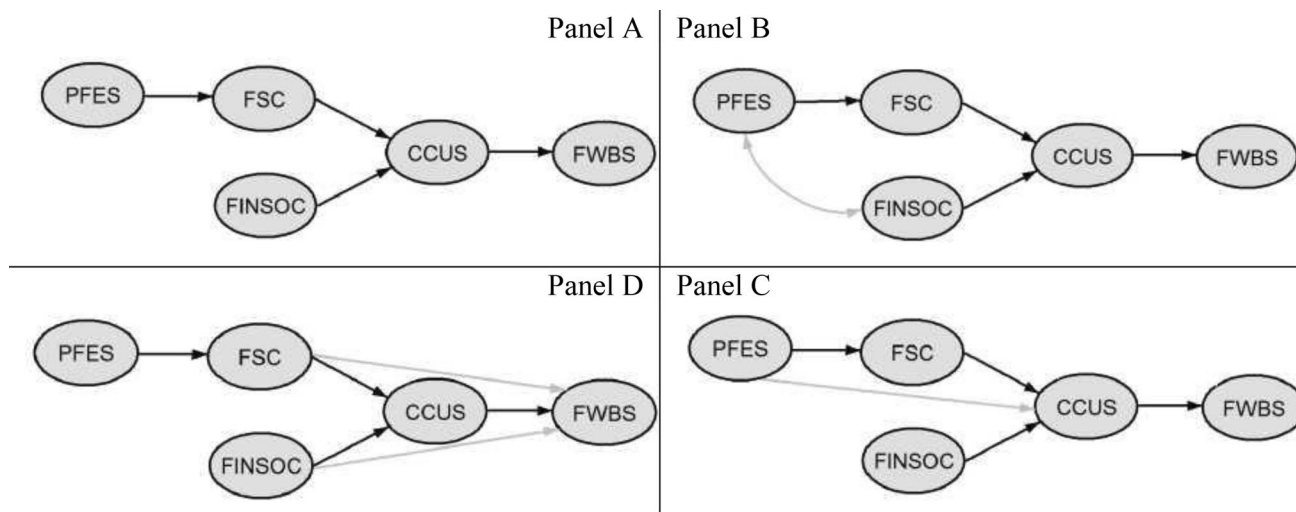 Panel A
PFES
FSC
CCUS
FWBS
FINSOC
Panel B
PFES
FSC
CCUS
FWBS
FINSOC
Panel D
PFES
FSC
CCUS
FWBS
FINSOC
Panel C
PFES
FSC
CCUS
FWBS
FINSOC